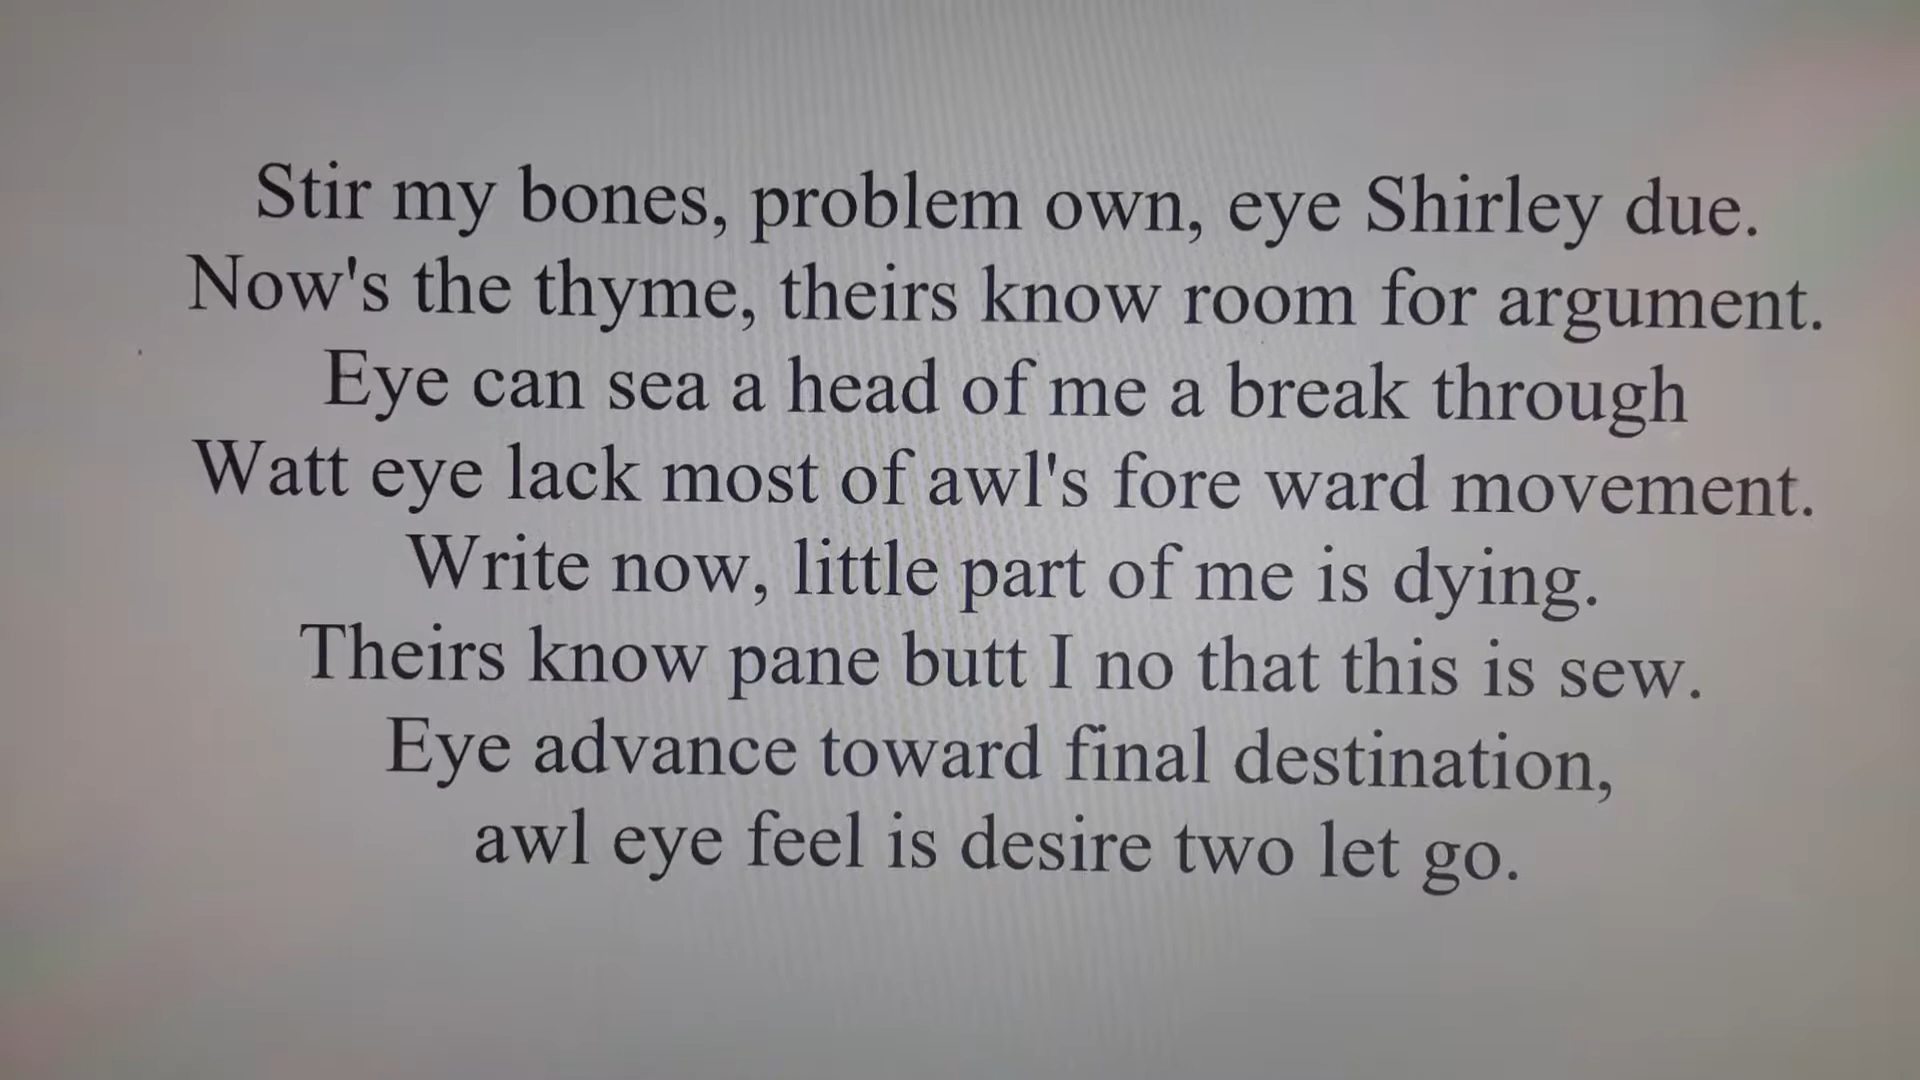 Stir my bones, problem own, eye Shirley due.
Now's the thyme, theirs know room for argument.
Eye can sea a head of me a break through
Watt eye lack most of awl's fore ward movement.
Write now, little part of me is dying.
Theirs know pane butt I no that this is sew.
Eye advance toward final destination,
awl eye feel is desire two let go.